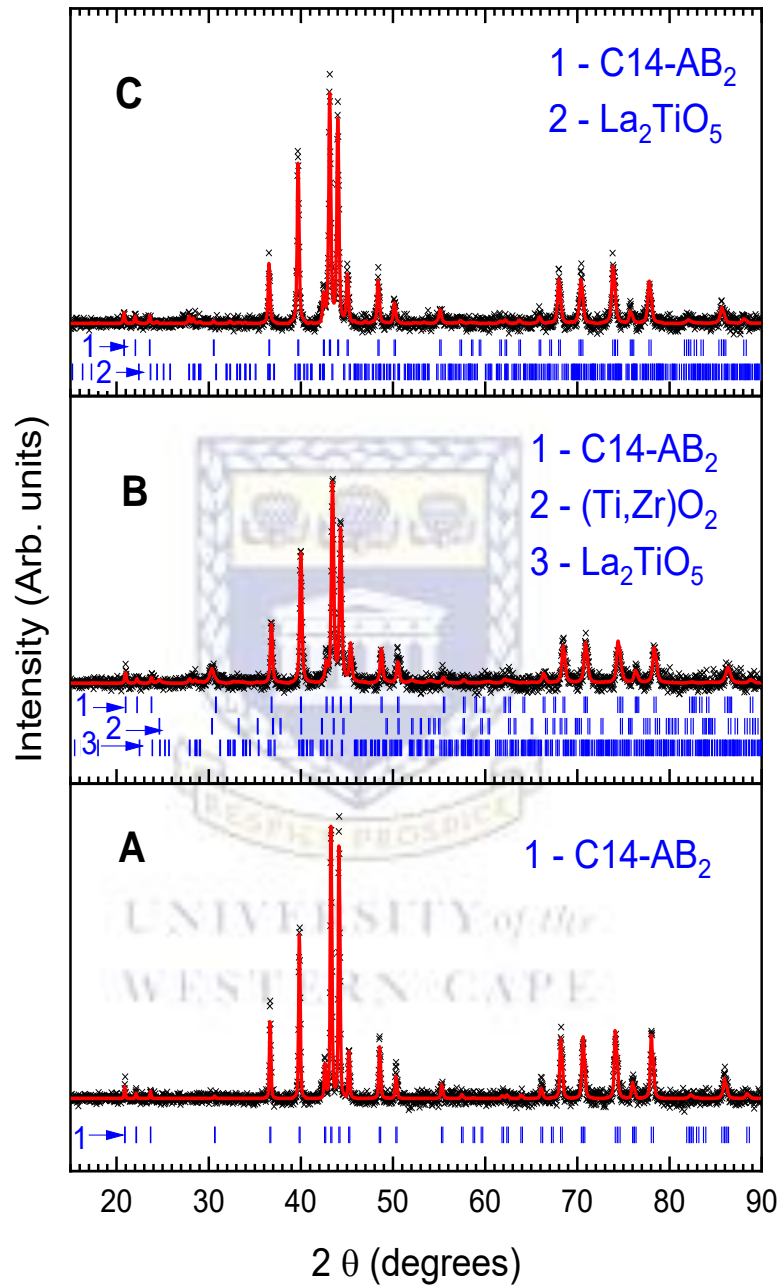 Intensity (Arb. units)
C
1 - C14-AB₂
2 - La₂TiO₅
1
2
B
1 - C14-AB₂
2 - (Ti,Zr)O₂
3 - La₂TiO₅
1
2
3
RESPICE PROSPICE
A
1 - C14-AB₂
UNIVERSITY of the
WESTERN CAPE
1
20 30 40 50 60 70 80 90
2 θ (degrees)